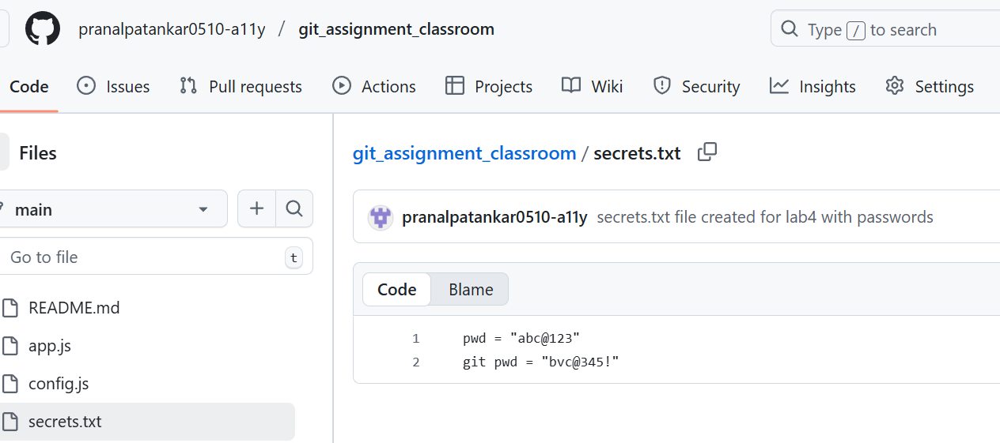 pranalpatankar0510-a11y / git_assignment_classroom
Type / to search
Code Issues Pull requests Actions Projects Wiki Security Insights Settings
Files
main
Go to file t
README.md
app.js
config.js
secrets.txt
git_assignment_classroom / secrets.txt
pranalpatankar0510-a11y secrets.txt file created for lab4 with passwords
Code Blame
1 pwd = "abc@123"
2 git pwd = "bvc@345!"